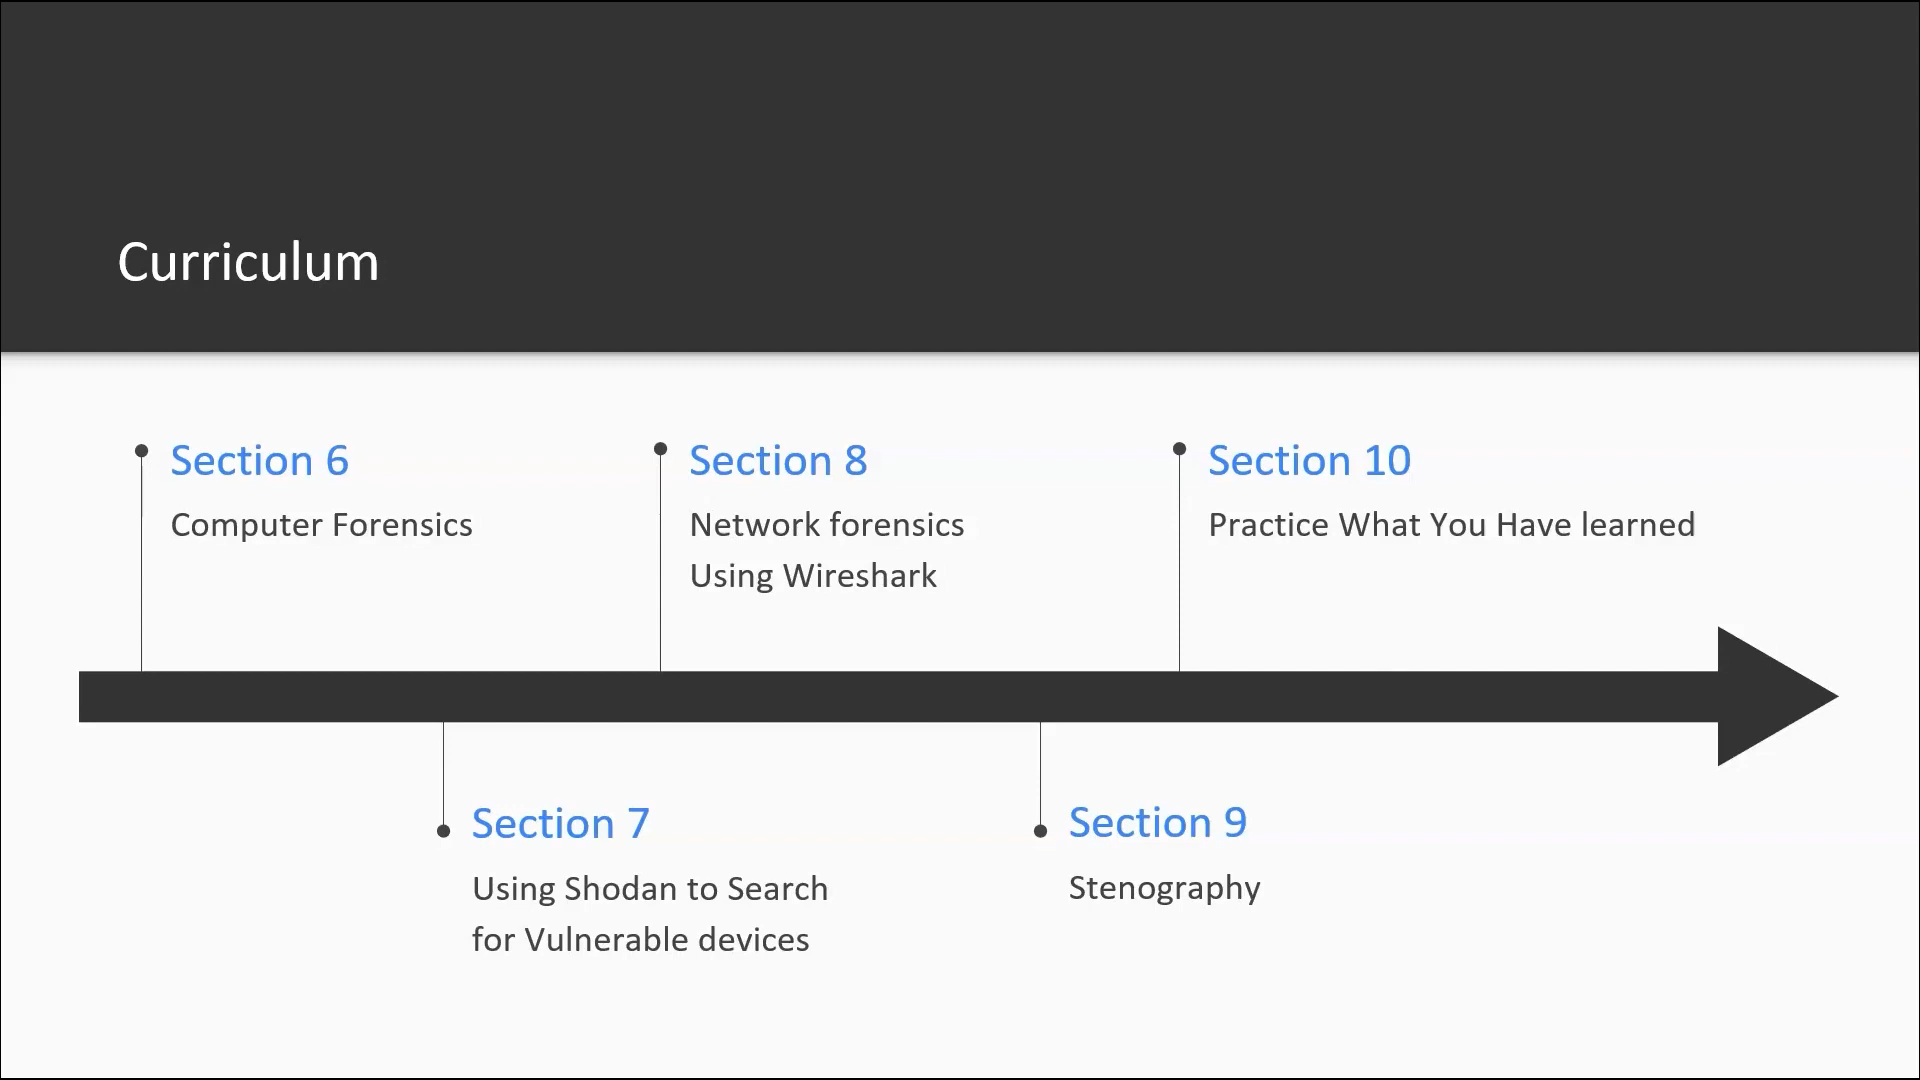 Curriculum
Section 6
Computer Forensics
Section 8
Network forensics
Using Wireshark
Section 10
Practice What You Have learned
Section 7
Using Shodan to Search
for Vulnerable devices
Section 9
Stenography